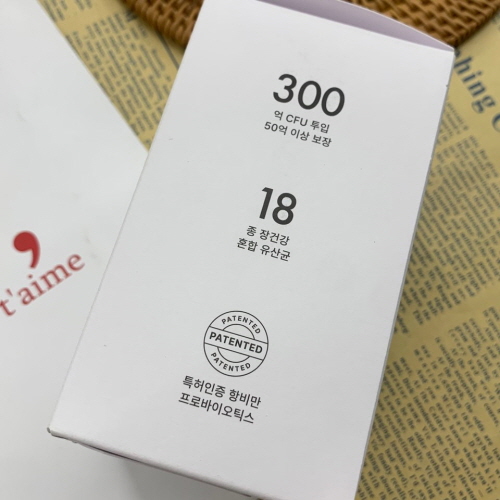 300
억 CFU 투입
50억 이상 보장
18
종 장건강
혼합 유산균
PATENTED
PATENTED
PATENTED
특허인증 항비만
프로바이오틱스
t'aime